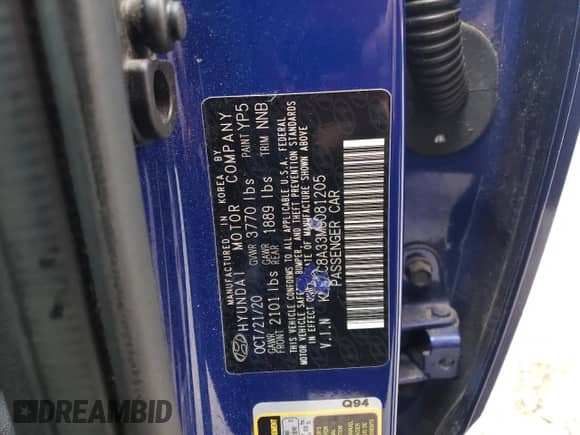 MANUFACTURED IN KOREA BY
HYUNDAI MOTOR COMPANY
OCT/21/20 GVWR 3770 lbs PAINT YP5
GAWR FRONT 2101 lbs GAWR REAR 1889 lbs TRIM NNB
THIS VEHICLE CONFORMS TO ALL APPLICABLE U.S.A. FEDERAL
MOTOR VEHICLE SAFETY, BUMPER, AND THEFT PREVENTION STANDARDS
IN EFFECT ON DATE OF MANUFACTURE SHOWN ABOVE
V.I.N
PASSENGER CAR
Q94
DREAMBID